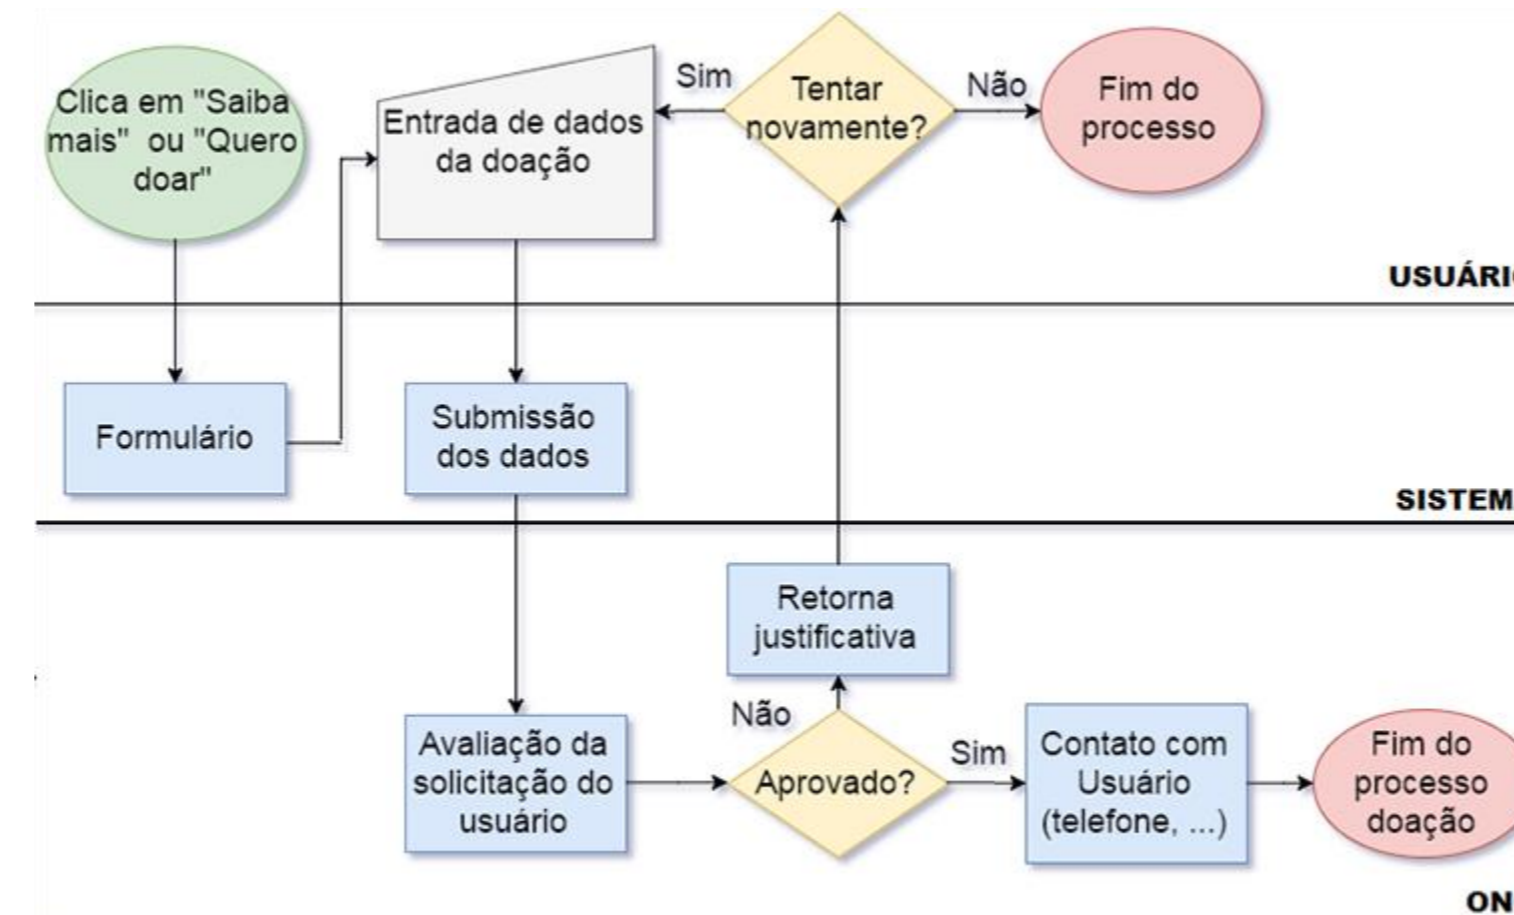 Clica em "Saiba
mais" ou "Quero
doar"
Entrada de dados
da doação
Sim
Tentar
novamente?
Não
Fim do
processo
USUÁRI
Formulário
Submissão
dos dados
SISTEM
Retorna
justificativa
Avaliação da
solicitação do
usuário
Não
Aprovado?
Sim
Contato com
Usuário
(telefone, ...)
Fim do
processo
doação
ON